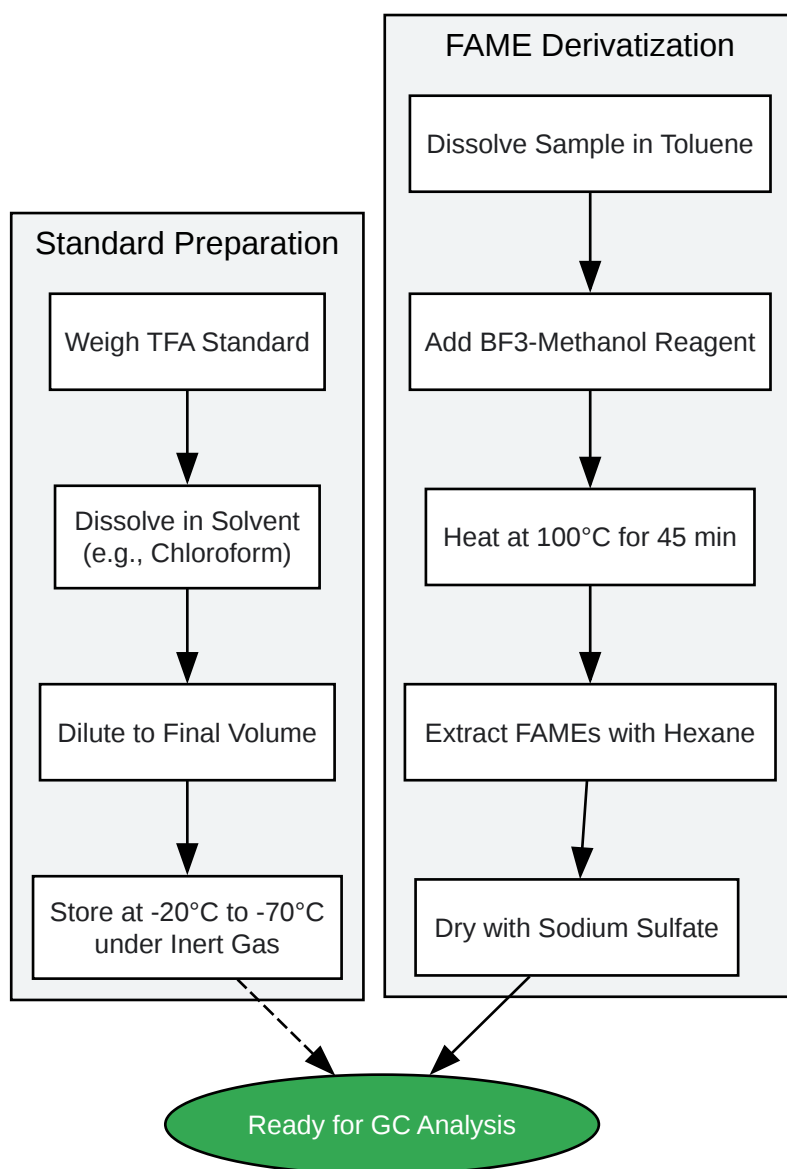 Standard Preparation
Weigh TFA Standard
Dissolve in Solvent
(e.g., Chloroform)
Dilute to Final Volume
Store at -20°C to -70°C
under Inert Gas
FAME Derivatization
Dissolve Sample in Toluene
Add BF3-Methanol Reagent
Heat at 100°C for 45 min
Extract FAMEs with Hexane
Dry with Sodium Sulfate
Ready for GC Analysis